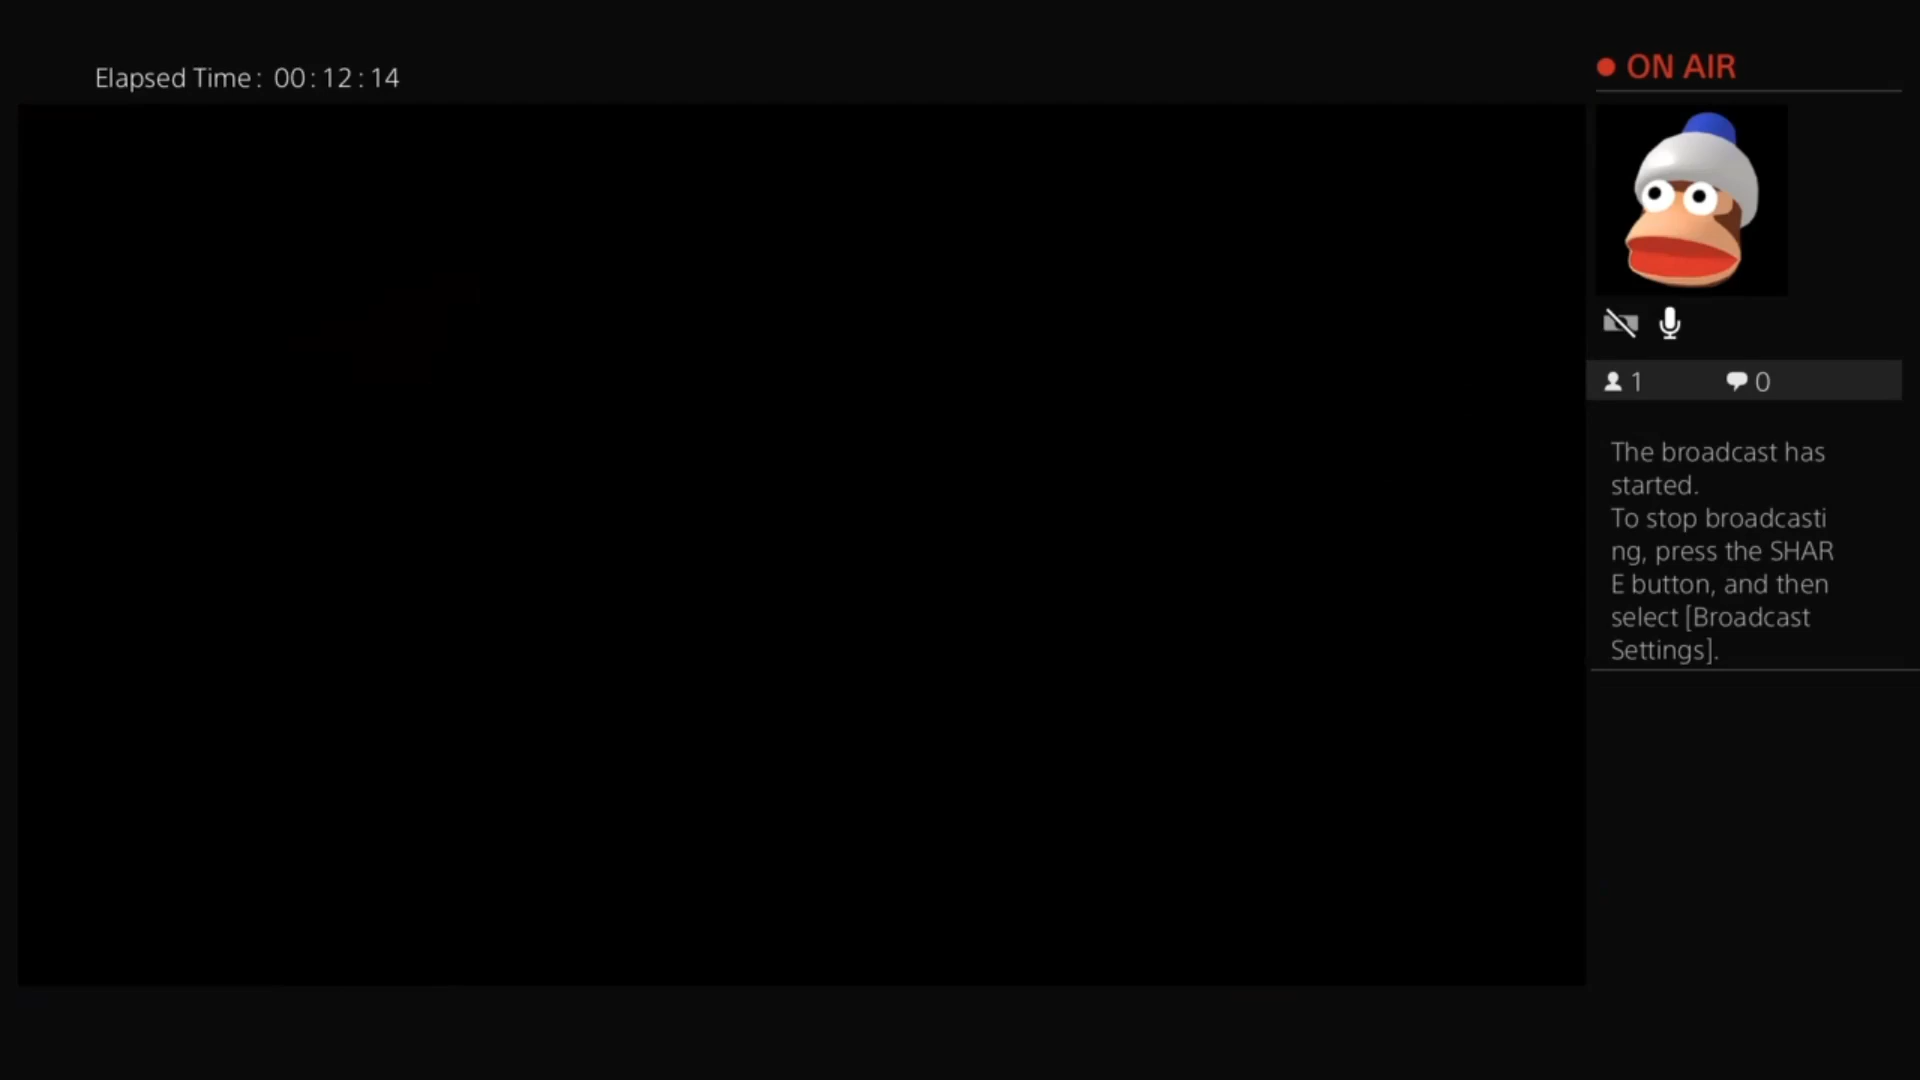 Elapsed Time: 00:12:14
ON AIR
1
0
The broadcast has
started.
To stop broadcasti
ng, press the SHAR
E button, and then
select [Broadcast
Settings].